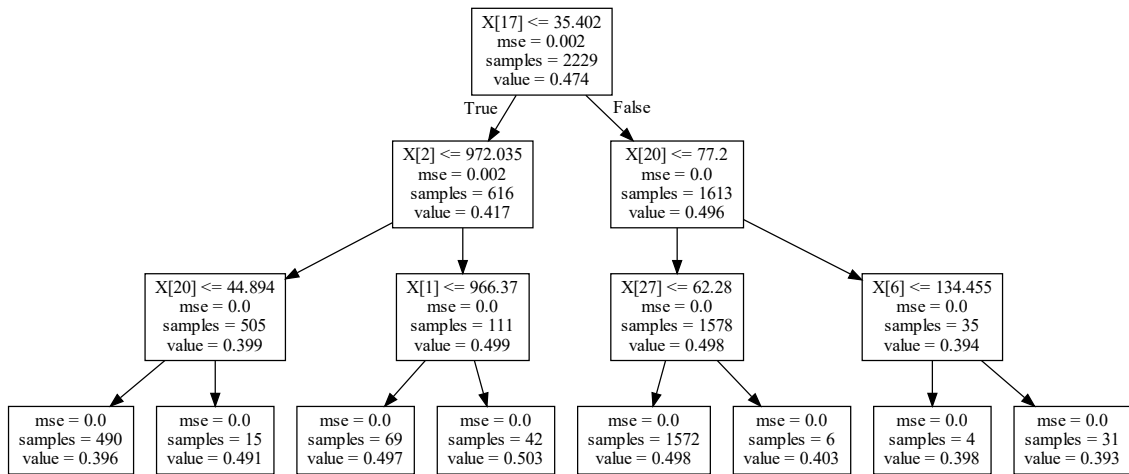 X[17] <= 35.402
mse = 0.002
samples = 2229
value = 0.474
True
False
X[2] <= 972.035
mse = 0.002
samples = 616
value = 0.417
X[20] <= 77.2
mse = 0.0
samples = 1613
value = 0.496
X[20] <= 44.894
mse = 0.0
samples = 505
value = 0.399
X[1] <= 966.37
mse = 0.0
samples = 111
value = 0.499
X[27] <= 62.28
mse = 0.0
samples = 1578
value = 0.498
X[6] <= 134.455
mse = 0.0
samples = 35
value = 0.394
mse = 0.0
samples = 490
value = 0.396
mse = 0.0
samples = 15
value = 0.491
mse = 0.0
samples = 69
value = 0.497
mse = 0.0
samples = 42
value = 0.503
mse = 0.0
samples = 1572
value = 0.498
mse = 0.0
samples = 6
value = 0.403
mse = 0.0
samples = 4
value = 0.398
mse = 0.0
samples = 31
value = 0.393